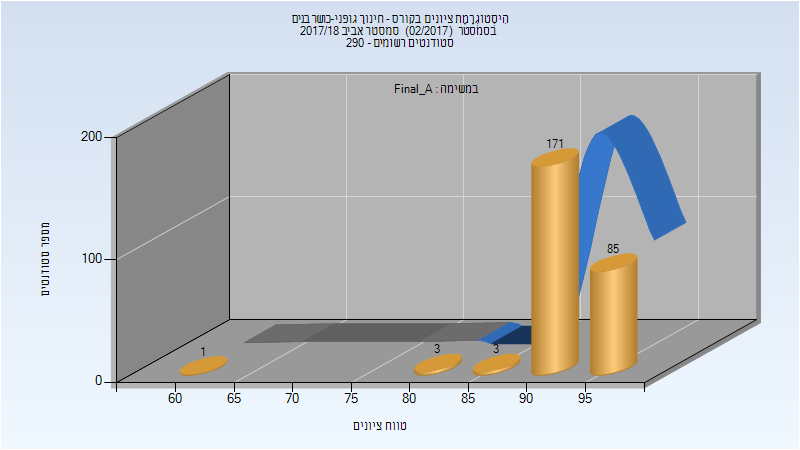 היסטוגרמת ציונים בקורס - חינוך גופני-כושר בנים
בסמסטר (02/2017) סמסטר אביב 2017/18
סטודנטים רשומים - 290
במשימה : Final_A
171
85
3
3
1
200
100
0
מספר סטודנטים
60 65 70 75 80 85 90 95
טווח ציונים